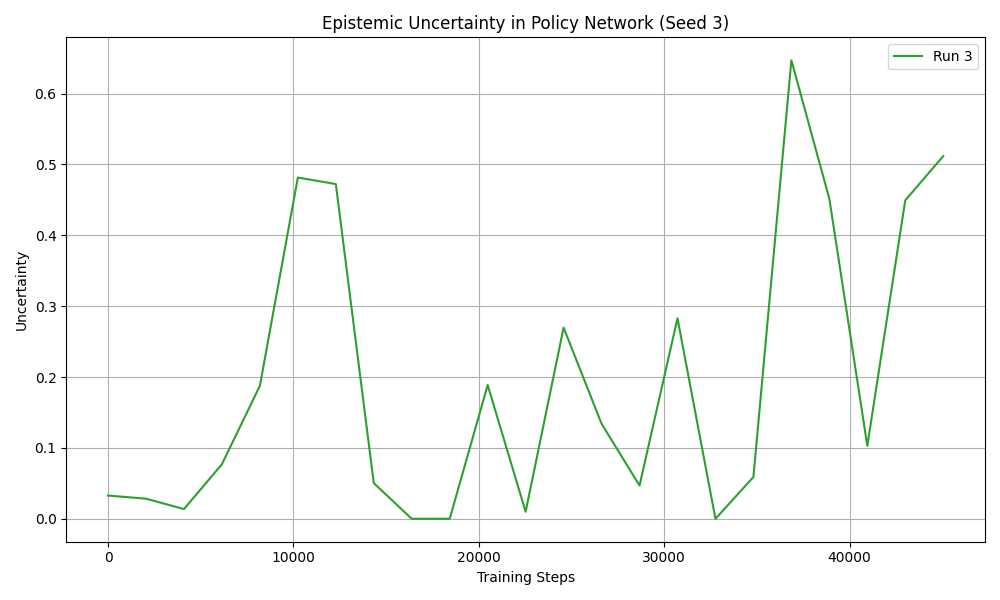 Epistemic Uncertainty in Policy Network (Seed 3)
Run 3
Uncertainty
0.6
0.5
0.4
0.3
0.2
0.1
0.0
0 10000 20000 30000 40000
Training Steps